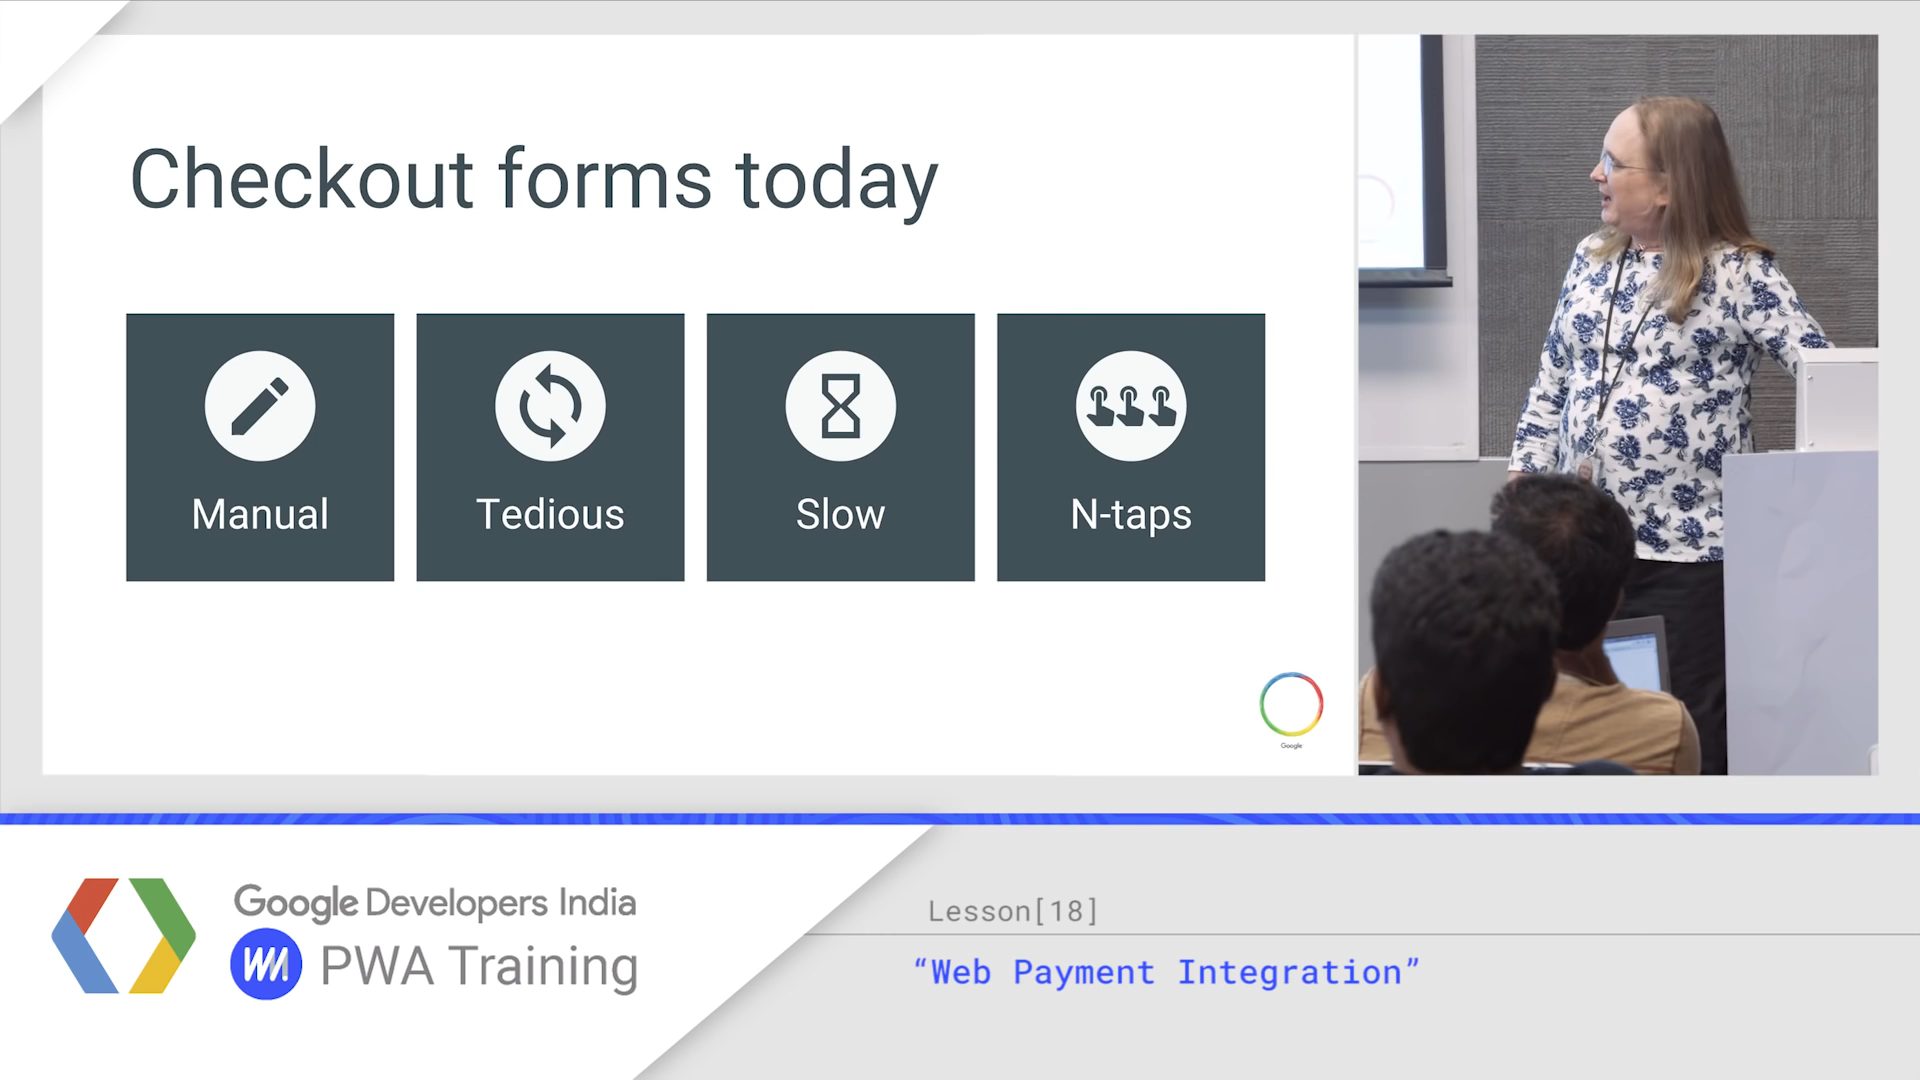 Checkout forms today
Manual
Tedious
Slow
N-taps
Google
Google Developers India
PWA Training
Lesson[18]
“Web Payment Integration”